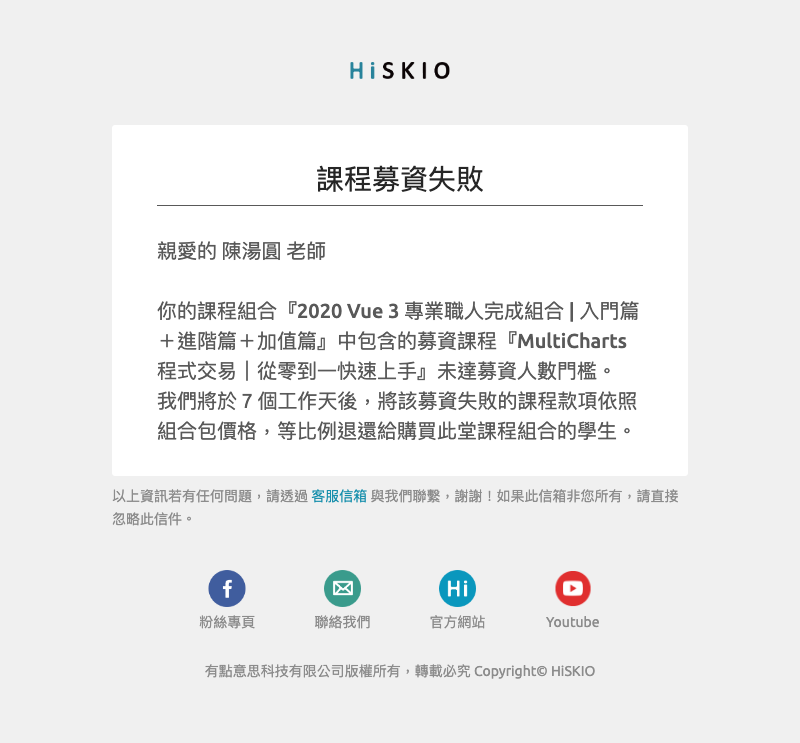 HiSKIO
課程募資失敗
親愛的 陳湯圓 老師
你的課程組合『2020 Vue 3 專業職人完成組合 | 入門篇
＋進階篇＋加值篇』中包含的募資課程『MultiCharts
程式交易｜從零到一快速上手』未達募資人數門檻。
我們將於 7 個工作天後，將該募資失敗的課程款項依照
組合包價格，等比例退還給購買此堂課程組合的學生。
以上資訊若有任何問題，請透過 客服信箱 與我們聯繫，謝謝！如果此信箱非您所有，請直接
忽略此信件。
f
Hi
粉絲專頁 聯絡我們 官方網站 Youtube
有點意思科技有限公司版權所有，轉載必究 Copyright© HiSKIO